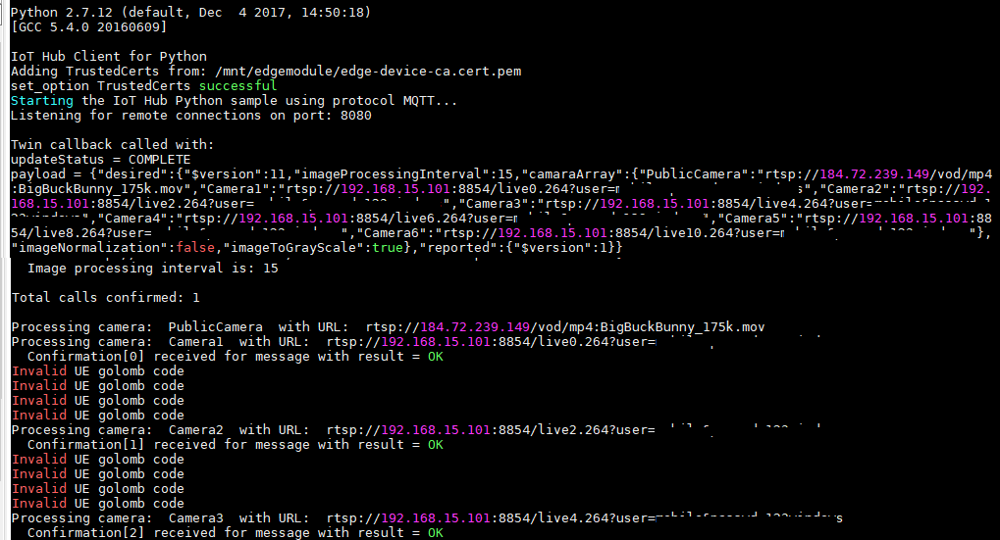 Python 2.7.12 (default, Dec  4 2017, 14:50:18)
[GCC 5.4.0 20160609]
IoT Hub Client for Python
Adding TrustedCerts from: /mnt/edgemodule/edge-device-ca.cert.pem
set_option TrustedCerts successful
Starting the IoT Hub Python sample using protocol MQTT...
Listening for remote connections on port: 8080
Twin callback called with:
updateStatus = COMPLETE
payload = {"desired":{"$version":11,"imageProcessingInterval":15,"camaraArray":{"PublicCamera":"rtsp://184.72.239.149/vod/mp4
:BigBuckBunny_175k.mov","Camera1":"rtsp://192.168.15.101:8854/live0.264?user= ","Camera2":"rtsp://192.
168.15.101:8854/live2.264?user= ","Camera3":"rtsp://192.168.15.101:8854/live4.264?user=
","Camera4":"rtsp://192.168.15.101:8854/live6.264?user= ","Camera5":"rtsp://192.168.15.101:88
54/live8.264?user= ","Camera6":"rtsp://192.168.15.101:8854/live10.264?user= "},
"imageNormalization":false,"imageToGrayScale":true},"reported":{"$version":1}}
Image processing interval is: 15
Total calls confirmed: 1
Processing camera:  PublicCamera  with URL:  rtsp://184.72.239.149/vod/mp4:BigBuckBunny_175k.mov
Processing camera:  Camera1  with URL:  rtsp://192.168.15.101:8854/live0.264?user=
Confirmation[0] received for message with result = OK
Invalid UE golomb code
Invalid UE golomb code
Invalid UE golomb code
Invalid UE golomb code
Processing camera:  Camera2  with URL:  rtsp://192.168.15.101:8854/live2.264?user=
Confirmation[1] received for message with result = OK
Invalid UE golomb code
Invalid UE golomb code
Invalid UE golomb code
Invalid UE golomb code
Processing camera:  Camera3  with URL:  rtsp://192.168.15.101:8854/live4.264?user=
Confirmation[2] received for message with result = OK